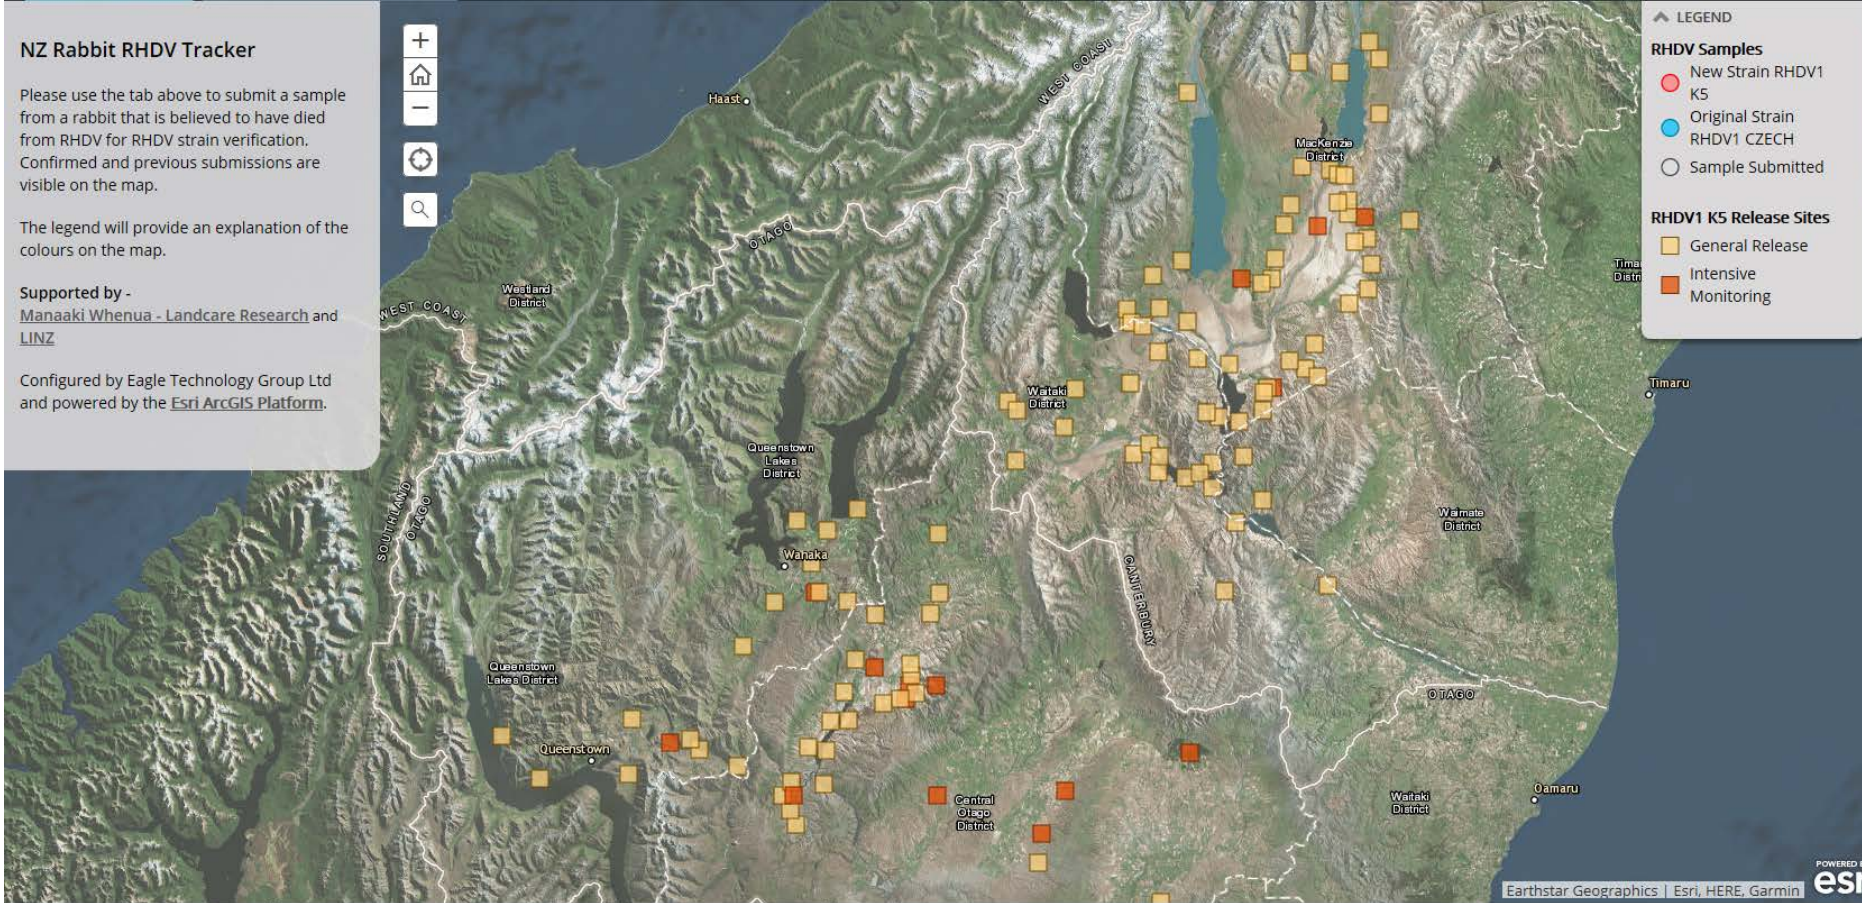 NZ Rabbit RHDV Tracker
Please use the tab above to submit a sample
from a rabbit that is believed to have died
from RHDV for RHDV strain verification.
Confirmed and previous submissions are
visible on the map.
The legend will provide an explanation of the
colours on the map.
Supported by -
Manaaki Whenua - Landcare Research and
LINZ
Configured by Eagle Technology Group Ltd
and powered by the Esri ArcGIS Platform.
+
−
LEGEND
RHDV Samples
New Strain RHDV1
K5
Original Strain
RHDV1 CZECH
Sample Submitted
RHDV1 K5 Release Sites
General Release
Intensive
Monitoring
Haast
WEST COAST
MacKenzie
District
OTAGO
Westland
District
WEST COAST
Timaru
Waitaki
District
Queenstown
Lakes
District
SOUTHLAND
OTAGO
Waimate
District
Wanaka
CANTERBURY
Queenstown
Lakes District
OTAGO
Queenstown
Central
Otago
District
Waitaki
District
Oamaru
POWERED
Earthstar Geographics | Esri, HERE, Garmin